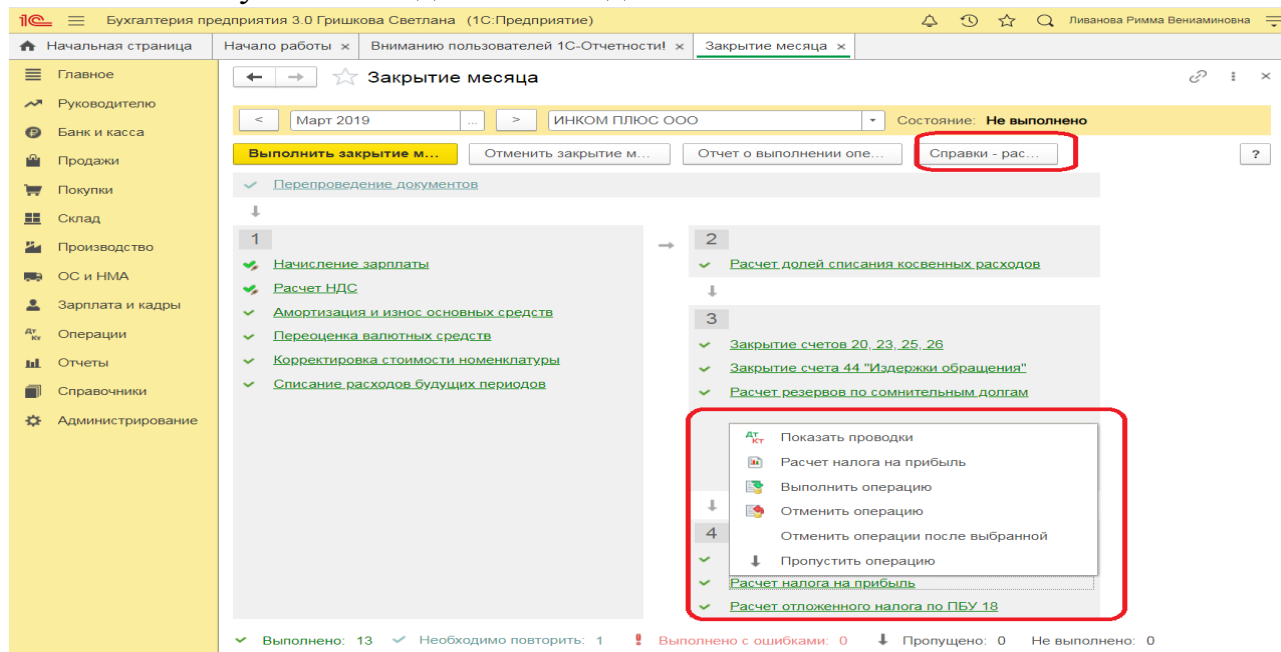 1С Бухгалтерия предприятия 3.0 Гришкова Светлана (1С:Предприятие) Ливанова Римма Вениаминовна
Начальная страница Начало работы × Вниманию пользователей 1С-Отчетности! × Закрытие месяца ×
Главное
Руководителю
Банк и касса
Продажи
Покупки
Склад
Производство
ОС и НМА
Зарплата и кадры
Операции
Отчеты
Справочники
Администрирование
Закрытие месяца
< Март 2019 ... > ИНКОМ ПЛЮС ООО Состояние: Не выполнено
Выполнить закрытие м... Отменить закрытие м... Отчет о выполнении опе... Справки - рас... ?
Перепроведение документов
1
Начисление зарплаты
Расчет НДС
Амортизация и износ основных средств
Переоценка валютных средств
Корректировка стоимости номенклатуры
Списание расходов будущих периодов
2
Расчет долей списания косвенных расходов
3
Закрытие счетов 20, 23, 25, 26
Закрытие счета 44 "Издержки обращения"
Расчет резервов по сомнительным долгам
Дт Кт Показать проводки
Расчет налога на прибыль
Выполнить операцию
Отменить операцию
Отменить операции после выбранной
Пропустить операцию
4
Расчет налога на прибыль
Расчет отложенного налога по ПБУ 18
Выполнено: 13 Необходимо повторить: 1 Выполнено с ошибками: 0 Пропущено: 0 Не выполнено: 0